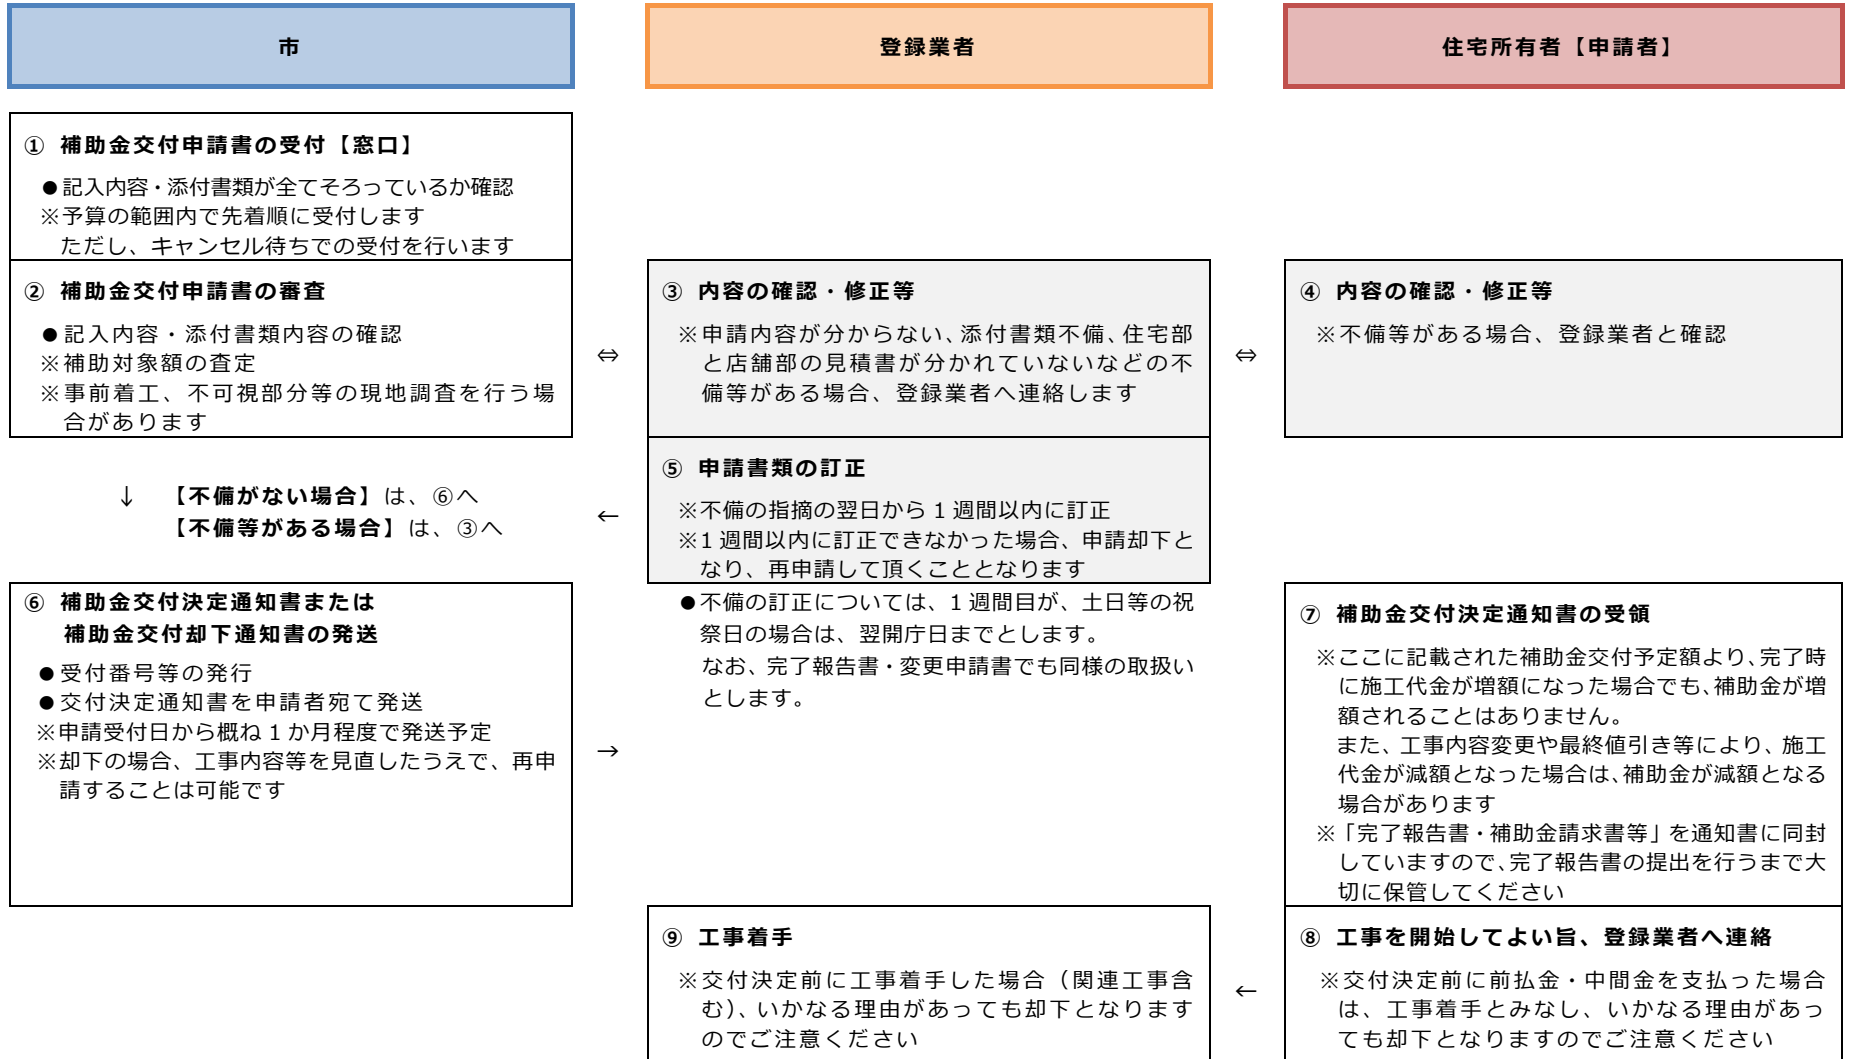 市
登録業者
住宅所有者【申請者】
① 補助金交付申請書の受付【窓口】
●記入内容・添付書類が全てそろっているか確認
※予算の範囲内で先着順に受付します
ただし、キャンセル待ちでの受付を行います
② 補助金交付申請書の審査
●記入内容・添付書類内容の確認
※補助対象額の査定
※事前着工、不可視部分等の現地調査を行う場
合があります
⇔
③ 内容の確認・修正等
※申請内容が分からない、添付書類不備、住宅部
と店舗部の見積書が分かれていないなどの不
備等がある場合、登録業者へ連絡します
⇔
④ 内容の確認・修正等
※不備等がある場合、登録業者と確認
↓ 【不備がない場合】は、⑥へ
【不備等がある場合】は、③へ
←
⑤ 申請書類の訂正
※不備の指摘の翌日から1週間以内に訂正
※1週間以内に訂正できなかった場合、申請却下と
なり、再申請して頂くこととなります
●不備の訂正については、1週間目が、土日等の祝
祭日の場合は、翌開庁日までとします。
なお、完了報告書・変更申請書でも同様の取扱い
とします。
⑥ 補助金交付決定通知書または
補助金交付却下通知書の発送
●受付番号等の発行
●交付決定通知書を申請者宛て発送
※申請受付日から概ね1か月程度で発送予定
※却下の場合、工事内容等を見直したうえで、再申
請することは可能です
→
⑦ 補助金交付決定通知書の受領
※ここに記載された補助金交付予定額より、完了時
に施工代金が増額になった場合でも、補助金が増
額されることはありません。
また、工事内容変更や最終値引き等により、施工
代金が減額となった場合は、補助金が減額となる
場合があります
※「完了報告書・補助金請求書等」を通知書に同封
していますので、完了報告書の提出を行うまで大
切に保管してください
⑨ 工事着手
※交付決定前に工事着手した場合（関連工事含
む）、いかなる理由があっても却下となります
のでご注意ください
←
⑧ 工事を開始してよい旨、登録業者へ連絡
※交付決定前に前払金・中間金を支払った場合
は、工事着手とみなし、いかなる理由があっ
ても却下となりますのでご注意ください